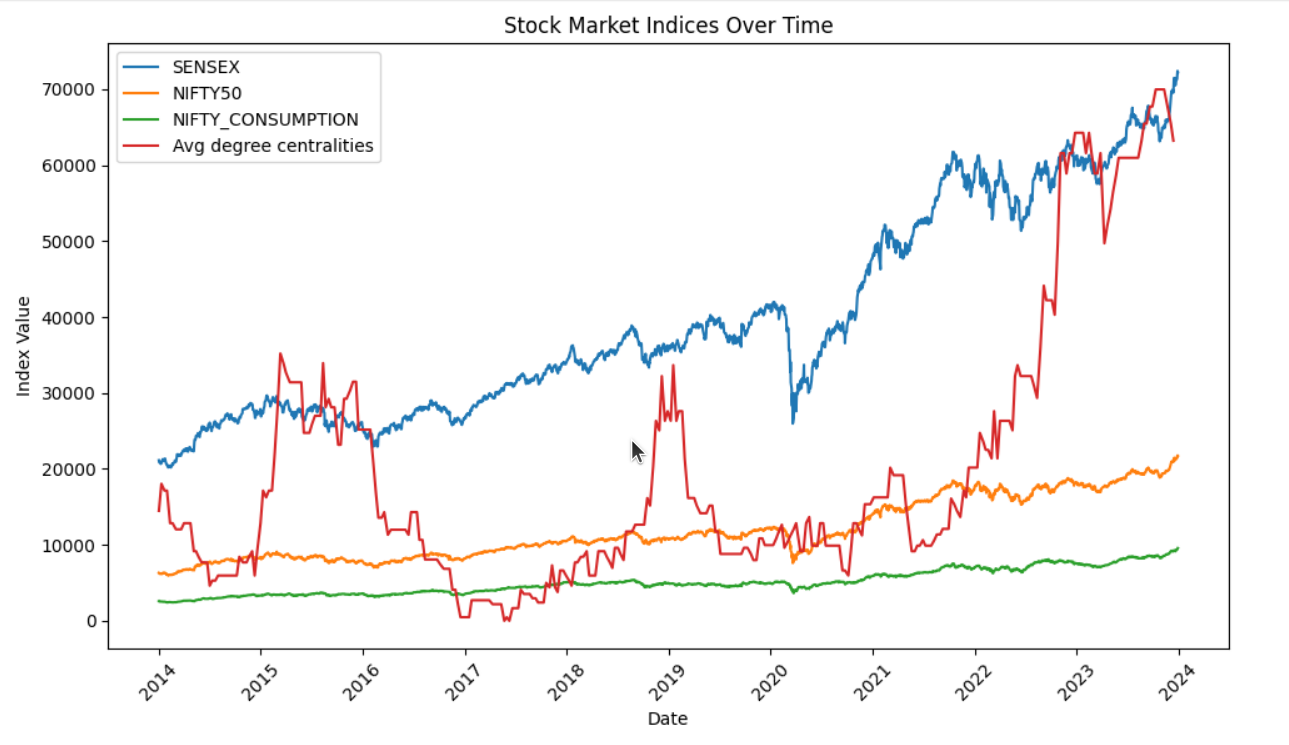 Stock Market Indices Over Time
SENSEX
NIFTY50
NIFTY_CONSUMPTION
Avg degree centralities
Index Value
70000
60000
50000
40000
30000
20000
10000
0
2014
2015
2016
2017
2018
2019
2020
2021
2022
2023
2024
Date